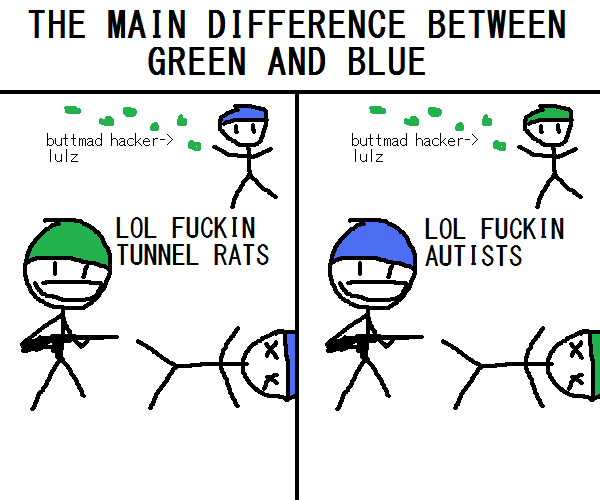 THE MAIN DIFFERENCE BETWEEN
GREEN AND BLUE
buttmad hacker->
lulz
LOL FUCKIN
TUNNEL RATS
buttmad hacker->
lulz
LOL FUCKIN
AUTISTS